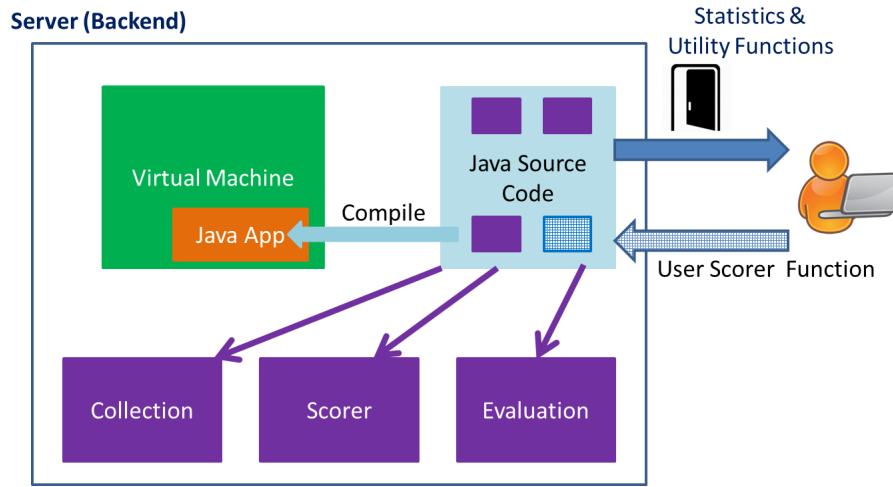 Server (Backend)
Statistics &
Utility Functions
Virtual Machine
Java Source
Code
Compile
Java App
User Scorer Function
Collection
Scorer
Evaluation